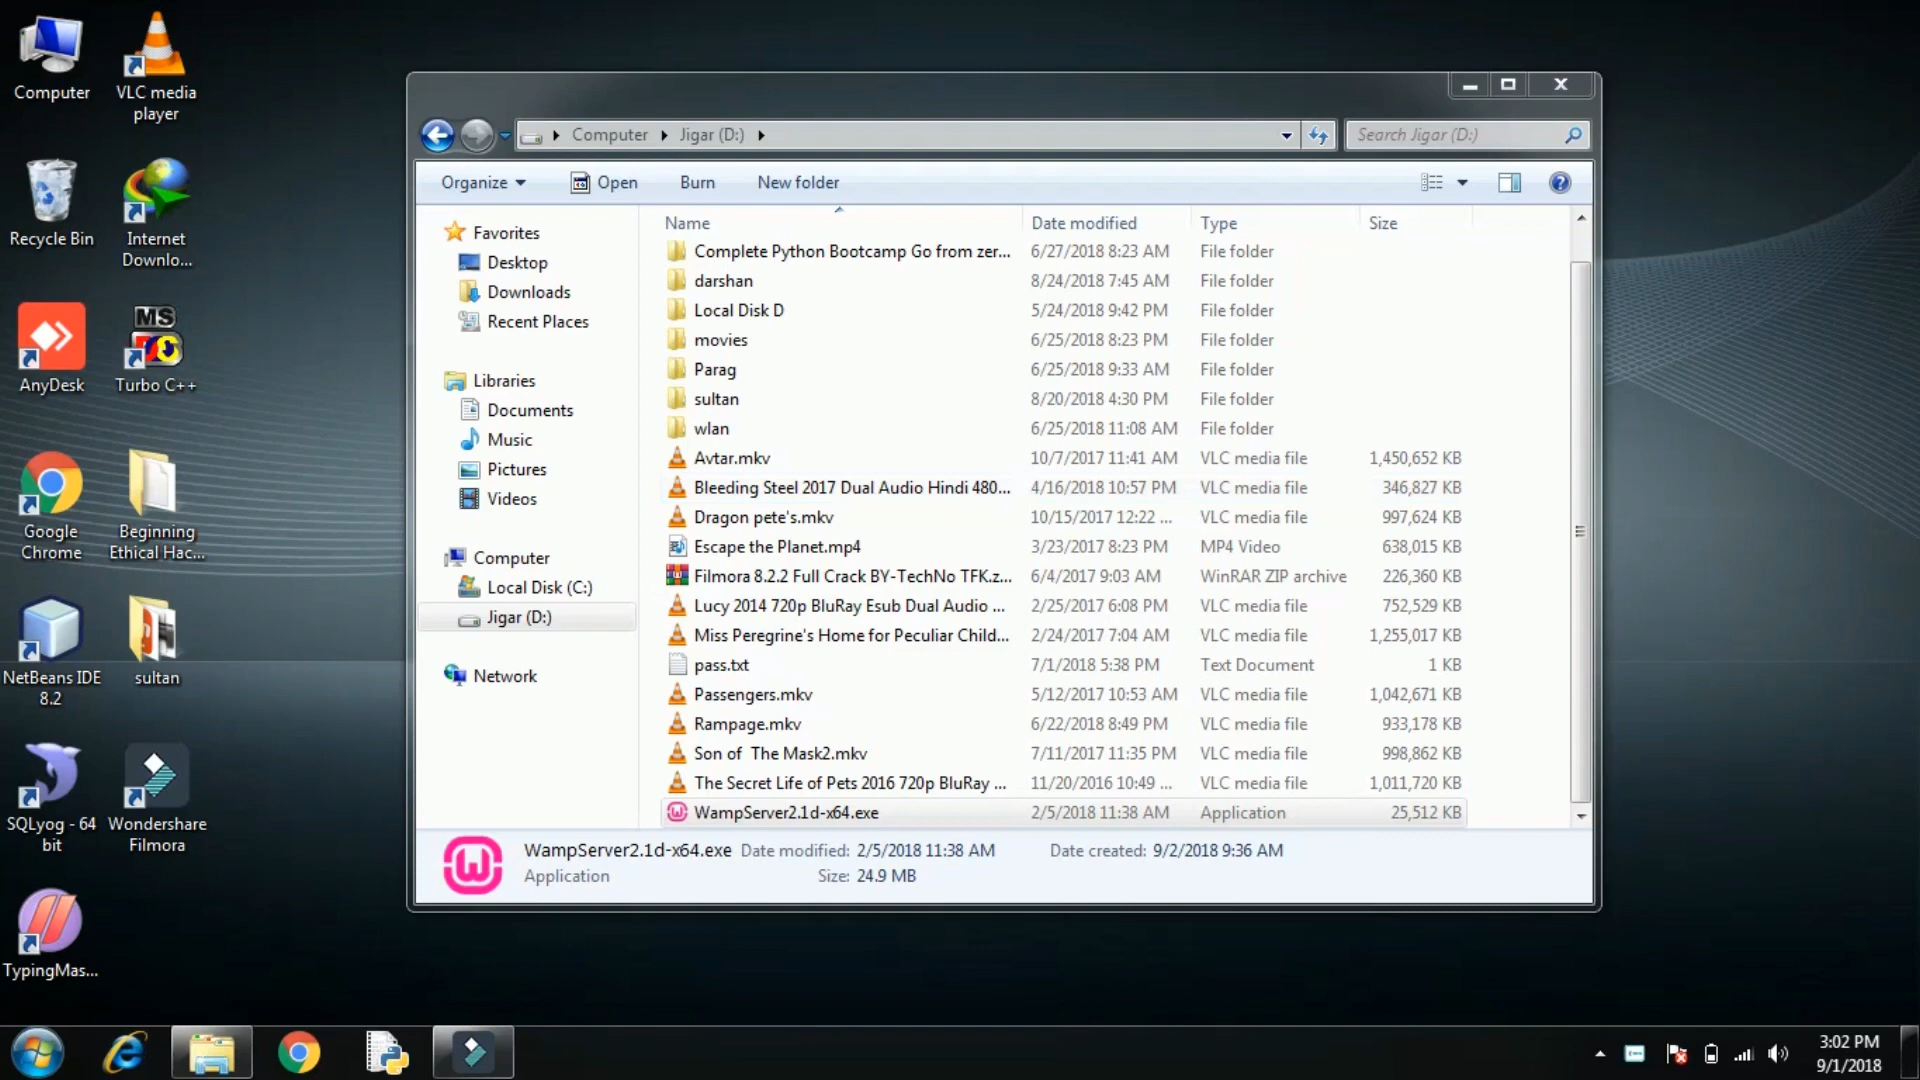 Computer
VLC media
player
Recycle Bin
Internet
Downlo...
AnyDesk
MS
Turbo C++
Google
Chrome
Beginning
Ethical Hac...
NetBeans IDE
8.2
sultan
SQLyog - 64
bit
Wondershare
Filmora
TypingMas...
Computer Jigar (D:)
Search Jigar (D:)
Organize Open Burn New folder
Favorites
Desktop
Downloads
Recent Places
Libraries
Documents
Music
Pictures
Videos
Computer
Local Disk (C:)
Jigar (D:)
Network
Name Date modified Type Size
Complete Python Bootcamp Go from zer... 6/27/2018 8:23 AM File folder
darshan 8/24/2018 7:45 AM File folder
Local Disk D 5/24/2018 9:42 PM File folder
movies 6/25/2018 8:23 PM File folder
Parag 6/25/2018 9:33 AM File folder
sultan 8/20/2018 4:30 PM File folder
wlan 6/25/2018 11:08 AM File folder
Avtar.mkv 10/7/2017 11:41 AM VLC media file 1,450,652 KB
Bleeding Steel 2017 Dual Audio Hindi 480... 4/16/2018 10:57 PM VLC media file 346,827 KB
Dragon pete's.mkv 10/15/2017 12:22 ... VLC media file 997,624 KB
Escape the Planet.mp4 3/23/2017 8:23 PM MP4 Video 638,015 KB
Filmora 8.2.2 Full Crack BY-TechNo TFK.z... 6/4/2017 9:03 AM WinRAR ZIP archive 226,360 KB
Lucy 2014 720p BluRay Esub Dual Audio ... 2/25/2017 6:08 PM VLC media file 752,529 KB
Miss Peregrine's Home for Peculiar Child... 2/24/2017 7:04 AM VLC media file 1,255,017 KB
pass.txt 7/1/2018 5:38 PM Text Document 1 KB
Passengers.mkv 5/12/2017 10:53 AM VLC media file 1,042,671 KB
Rampage.mkv 6/22/2018 8:49 PM VLC media file 933,178 KB
Son of  The Mask2.mkv 7/11/2017 11:35 PM VLC media file 998,862 KB
The Secret Life of Pets 2016 720p BluRay ... 11/20/2016 10:49 ... VLC media file 1,011,720 KB
WampServer2.1d-x64.exe 2/5/2018 11:38 AM Application 25,512 KB
WampServer2.1d-x64.exe Date modified: 2/5/2018 11:38 AM Date created: 9/2/2018 9:36 AM
Application Size: 24.9 MB
3:02 PM
9/1/2018